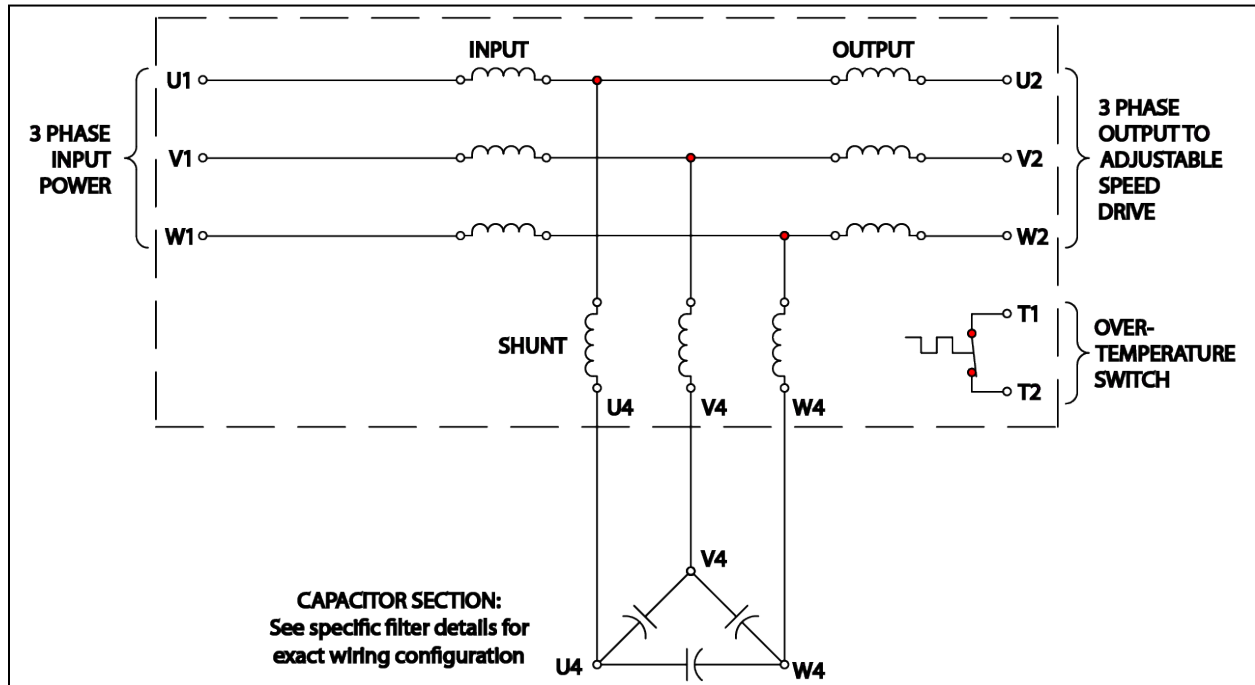 INPUT
OUTPUT
U1
U2
3 PHASE
INPUT
POWER
V1
V2
3 PHASE
OUTPUT TO
ADJUSTABLE
SPEED
DRIVE
W1
W2
SHUNT
T1
T2
OVER-
TEMPERATURE
SWITCH
U4
V4
W4
V4
CAPACITOR SECTION:
See specific filter details for
exact wiring configuration
U4
W4